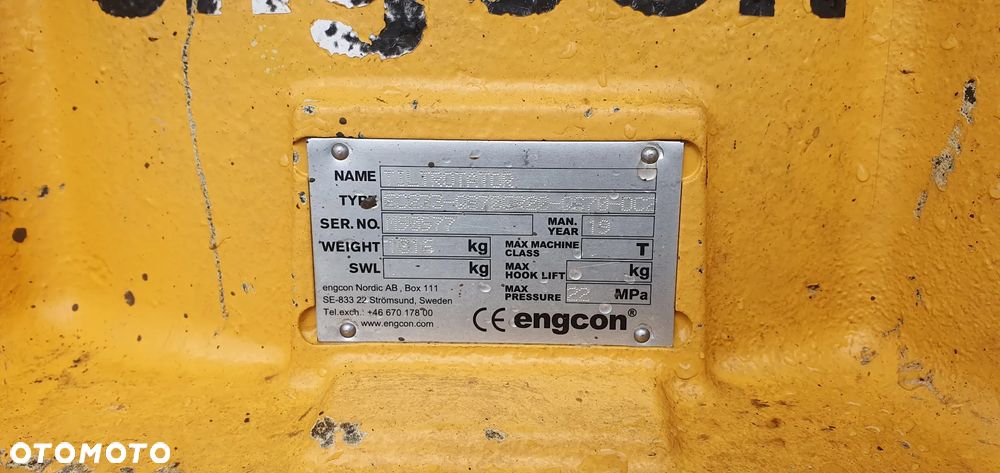 engcon
NAME TILTROTATOR
TYPE
SER.NO. MAN. YEAR 19
WEIGHT kg MAX MACHINE CLASS T
SWL kg MAX HOOK LIFT kg
engcon Nordic AB , Box 111 MAX PRESSURE 22 MPa
SE-833 22 Strömsund, Sweden
Tel.exch.: +46 670 178 00
www.engcon.com CE engcon®
OTOMOTO